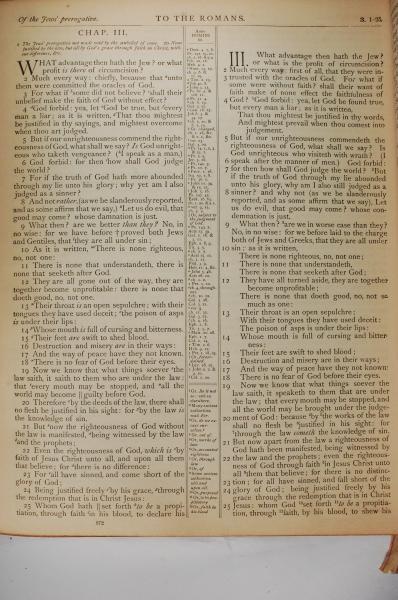 Of the Jews' prerogative.
TO THE ROMANS.
3. 1-25.
CHAP. III.
1 The Jews' prerogative not made void by the unbelief of some.
WHAT advantage then hath the Jew? or what
profit is there of circumcision?
2 Much every way: chiefly, because that unto
them were committed the oracles of God.
3 For what if some did not believe? shall their
unbelief make the faith of God without effect?
4 God forbid: yea, let God be true, but every
man a liar; as it is written, That thou mightest
be justified in thy sayings, and mightest overcome
when thou art judged.
5 But if our unrighteousness commend the right-
eousness of God, what shall we say? Is God unright-
eous who taketh vengeance? (I speak as a man,)
6 God forbid: for then how shall God judge
the world?
7 For if the truth of God hath more abounded
through my lie unto his glory; why yet am I also
judged as a sinner?
8 And not rather, (as we be slanderously reported,
and as some affirm that we say,) Let us do evil, that
good may come? whose damnation is just.
9 What then? are we better than they? No, in
no wise: for we have before proved both Jews
and Gentiles, that they are all under sin;
10 As it is written, There is none righteous,
no, not one:
11 There is none that understandeth, there is
none that seeketh after God.
12 They are all gone out of the way, they are
together become unprofitable: there is none that
doeth good, no, not one.
13 Their throat is an open sepulchre; with their
tongues they have used deceit; the poison of asps
is under their lips:
14 Whose mouth is full of cursing and bitterness.
15 Their feet are swift to shed blood.
16 Destruction and misery are in their ways:
17 And the way of peace have they not known:
18 There is no fear of God before their eyes.
19 Now we know that what things soever the
law saith, it saith to them who are under the law:
that every mouth may be stopped, and all the
world may become || guilty before God.
20 Therefore by the deeds of the law, there shall
no flesh be justified in his sight: for by the law is
the knowledge of sin.
21 But now the righteousness of God without
the law is manifested, being witnessed by the law
and the prophets;
22 Even the righteousness of God, which is by
faith of Jesus Christ unto all, and upon all them
that believe; for there is no difference:
23 For all have sinned, and come short of the
glory of God;
24 Being justified freely by his grace, through
the redemption that is in Christ Jesus:
25 Whom God hath || set forth to be a propi-
tiation, through faith in his blood, to declare his
872
III. What advantage then hath the Jew?
or what is the profit of circumcision?
2 Much every way: first of all, that they were in-
trusted with the oracles of God. For what if
some were without faith? shall their want of
faith make of none effect the faithfulness of
4 God? God forbid: yea, let God be found true,
but every man a liar; as it is written,
That thou mightest be justified in thy words,
And mightest prevail when thou comest into
judgement.
5 But if our unrighteousness commendeth the
righteousness of God, what shall we say? Is
God unrighteous who visiteth with wrath? (I
6 speak after the manner of men.) God forbid:
7 for then how shall God judge the world? But
if the truth of God through my lie abounded
unto his glory, why am I also still judged as a
8 sinner? and why not (as we be slanderously
reported, and as some affirm that we say), Let
us do evil, that good may come? whose con-
demnation is just.
9 What then? are we in worse case than they?
No, in no wise: for we before laid to the charge
both of Jews and Greeks, that they are all under
10 sin; as it is written,
There is none righteous, no, not one;
11 There is none that understandeth,
There is none that seeketh after God;
12 They have all turned aside, they are together
become unprofitable;
There is none that doeth good, no, not so
much as one:
13 Their throat is an open sepulchre;
With their tongues they have used deceit:
The poison of asps is under their lips:
14 Whose mouth is full of cursing and bitter-
ness:
15 Their feet are swift to shed blood;
16 Destruction and misery are in their ways;
17 And the way of peace have they not known:
18 There is no fear of God before their eyes.
19 Now we know that what things soever the
law saith, it speaketh to them that are under
the law; that every mouth may be stopped, and
all the world may be brought under the judge-
20 ment of God: because by the works of the law
shall no flesh be justified in his sight: for
through the law cometh the knowledge of sin.
21 But now apart from the law a righteousness of
God hath been manifested, being witnessed by
22 the law and the prophets; even the righteous-
ness of God through faith in Jesus Christ unto
all them that believe; for there is no distinc-
23 tion; for all have sinned, and fall short of the
24 glory of God; being justified freely by his
grace through the redemption that is in Christ
25 Jesus: whom God set forth to be a propitia-
tion, through faith, by his blood, to shew his